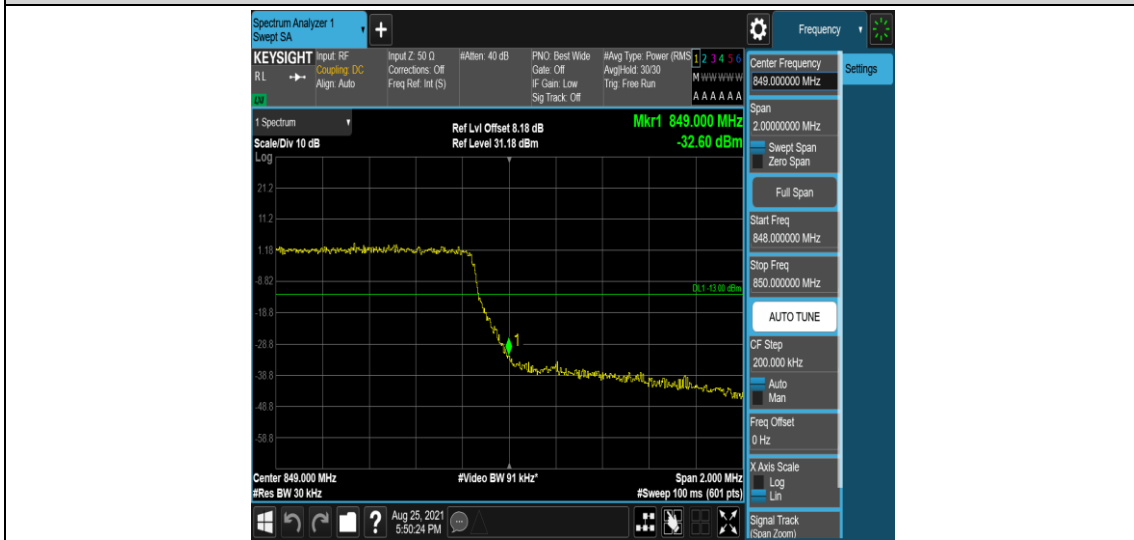 Spectrum Analyzer 1
Swept SA
+
Frequency
KEYSIGHT
RL
Input: RF
Coupling: DC
Align: Auto
Input Z: 50 Ω
Corrections: Off
Freq Ref: Int (S)
#Atten: 40 dB
PNO: Best Wide
Gate: Off
IF Gain: Low
Sig Track: Off
#Avg Type: Power (RMS
Avg|Hold: 30/30
Trig: Free Run
1 2 3 4 5 6
M W W W W W
A A A A A A
1 Spectrum
Scale/Div 10 dB
Log
Ref Lvl Offset 8.18 dB
Ref Level 31.18 dBm
Mkr1 849.000 MHz
-32.60 dBm
21.2
11.2
1.18
-8.82
-18.8
-28.8
-38.8
-48.8
-58.8
DL1 -13.00 dBm
1
Center 849.000 MHz
#Res BW 30 kHz
#Video BW 91 kHz*
Span 2.000 MHz
#Sweep 100 ms (601 pts)
Center Frequency
849.000000 MHz
Settings
Span
2.00000000 MHz
Swept Span
Zero Span
Full Span
Start Freq
848.000000 MHz
Stop Freq
850.000000 MHz
AUTO TUNE
CF Step
200.000 kHz
Auto
Man
Freq Offset
0 Hz
X Axis Scale
Log
Lin
Signal Track
(Span Zoom)
?
Aug 25, 2021
5:50:24 PM